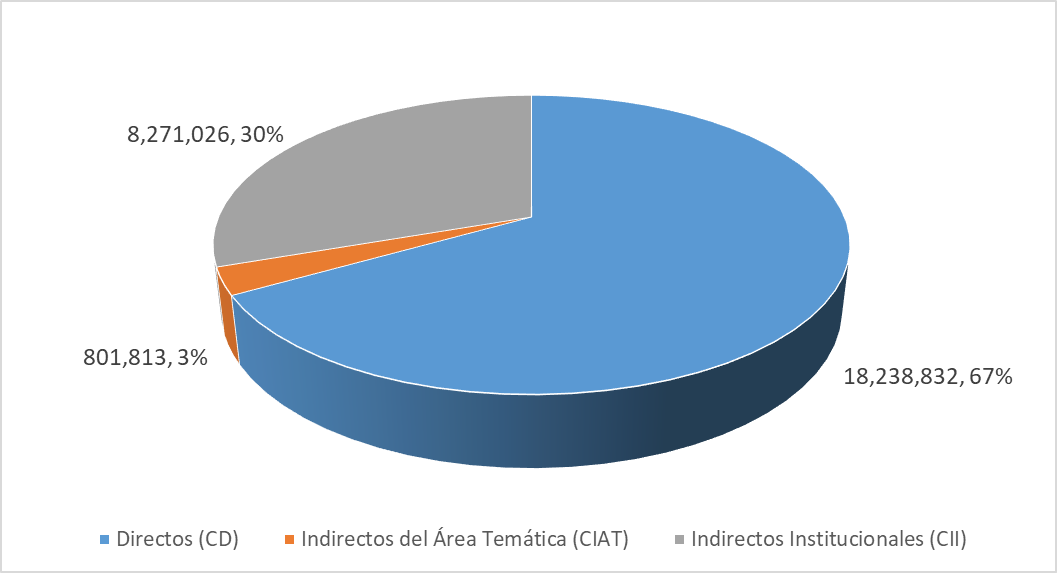 8,271,026, 30%
801,813, 3%
18,238,832, 67%
Directos (CD)
Indirectos del Área Temática (CIAT)
Indirectos Institucionales (CII)